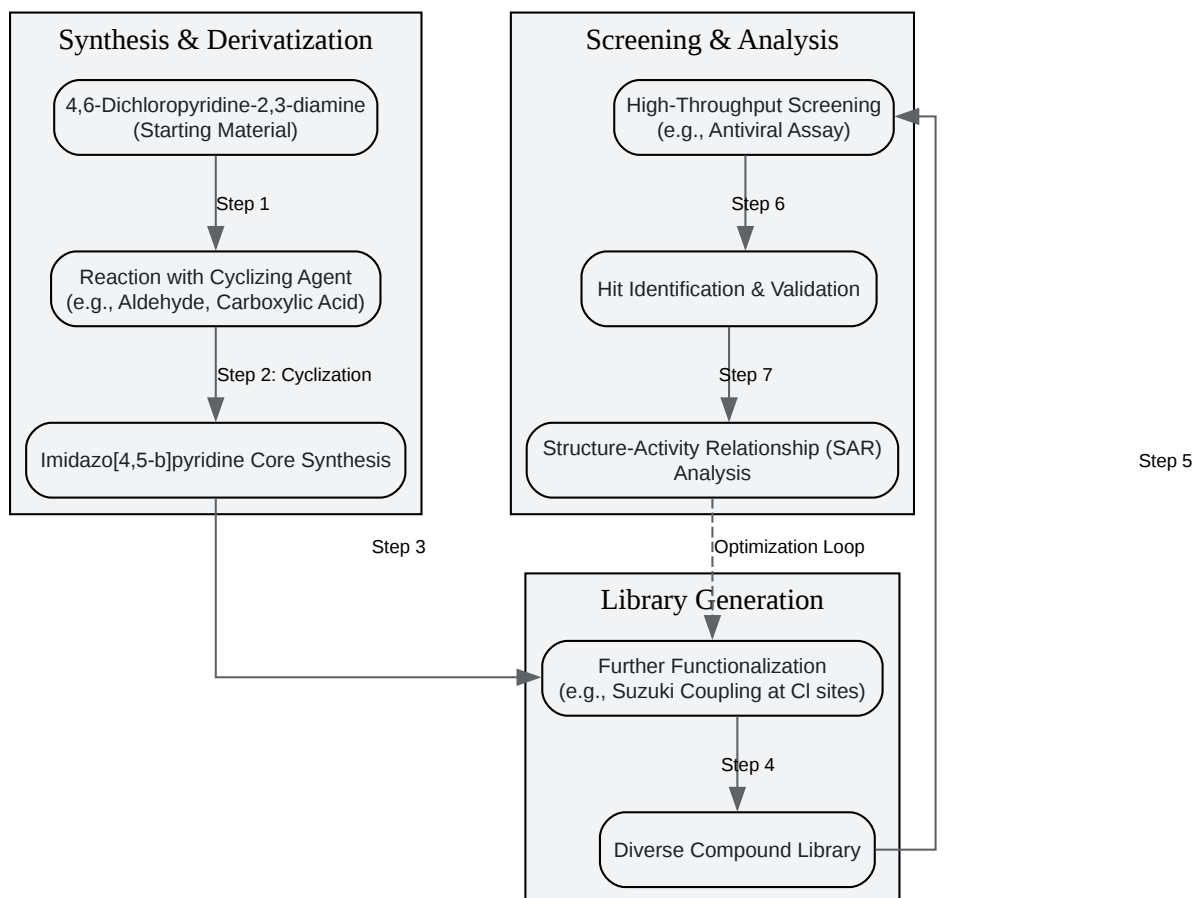 Synthesis & Derivatization
4,6-Dichloropyridine-2,3-diamine
(Starting Material)
Step 1
Reaction with Cyclizing Agent
(e.g., Aldehyde, Carboxylic Acid)
Step 2: Cyclization
Imidazo[4,5-b]pyridine Core Synthesis
Step 3
Screening & Analysis
High-Throughput Screening
(e.g., Antiviral Assay)
Step 6
Hit Identification & Validation
Step 7
Structure-Activity Relationship (SAR)
Analysis
Optimization Loop
Library Generation
Further Functionalization
(e.g., Suzuki Coupling at Cl sites)
Step 4
Diverse Compound Library
Step 5